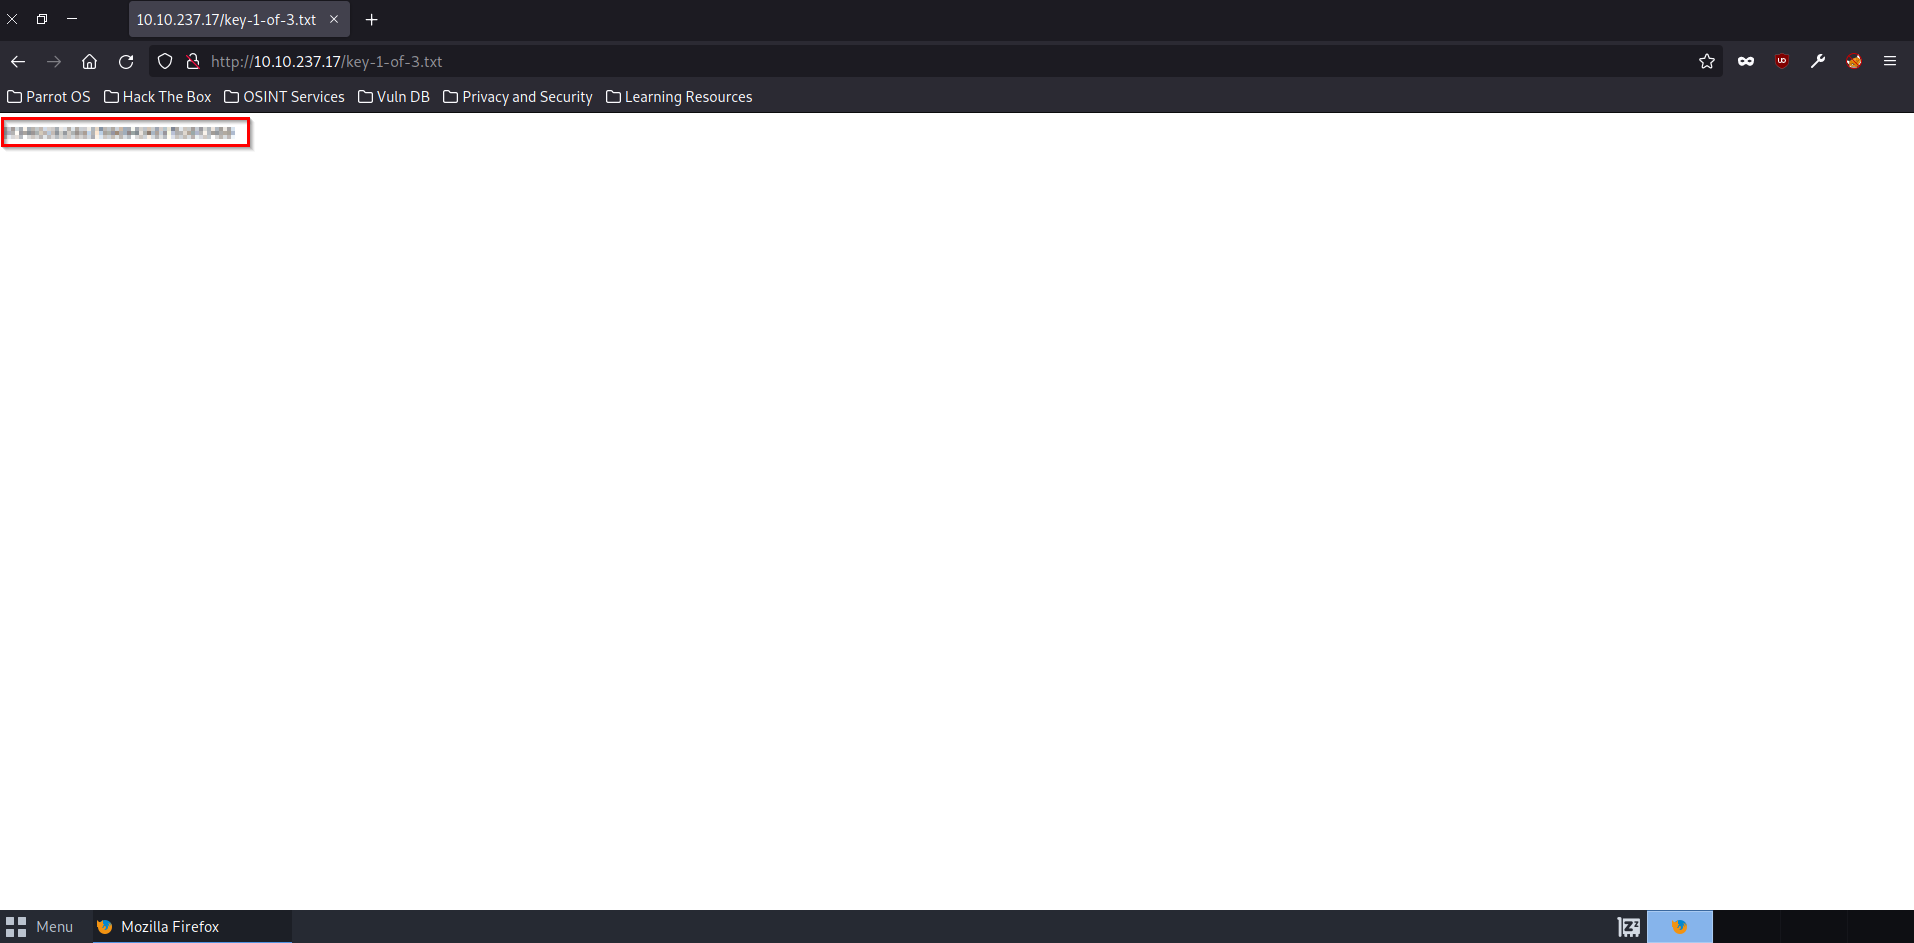 10.10.237.17/key-1-of-3.txt
http://10.10.237.17/key-1-of-3.txt
Parrot OS Hack The Box OSINT Services Vuln DB Privacy and Security Learning Resources
Menu Mozilla Firefox